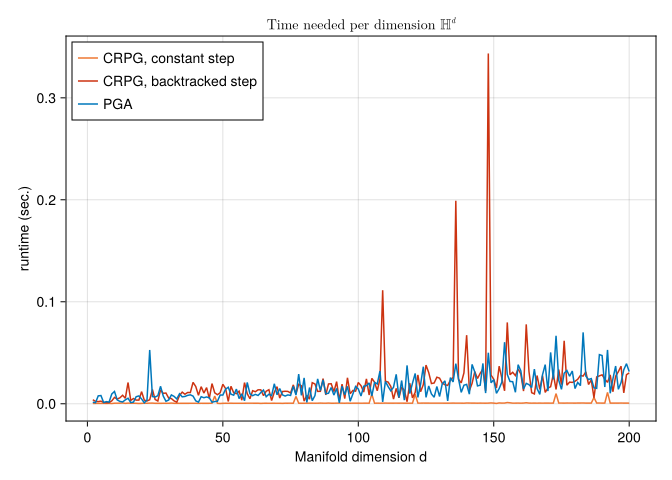 Time needed per dimension ℍᵈ
CRPG, constant step
CRPG, backtracked step
PGA
0.3
0.2
0.1
0.0
runtime (sec.)
0 50 100 150 200
Manifold dimension d